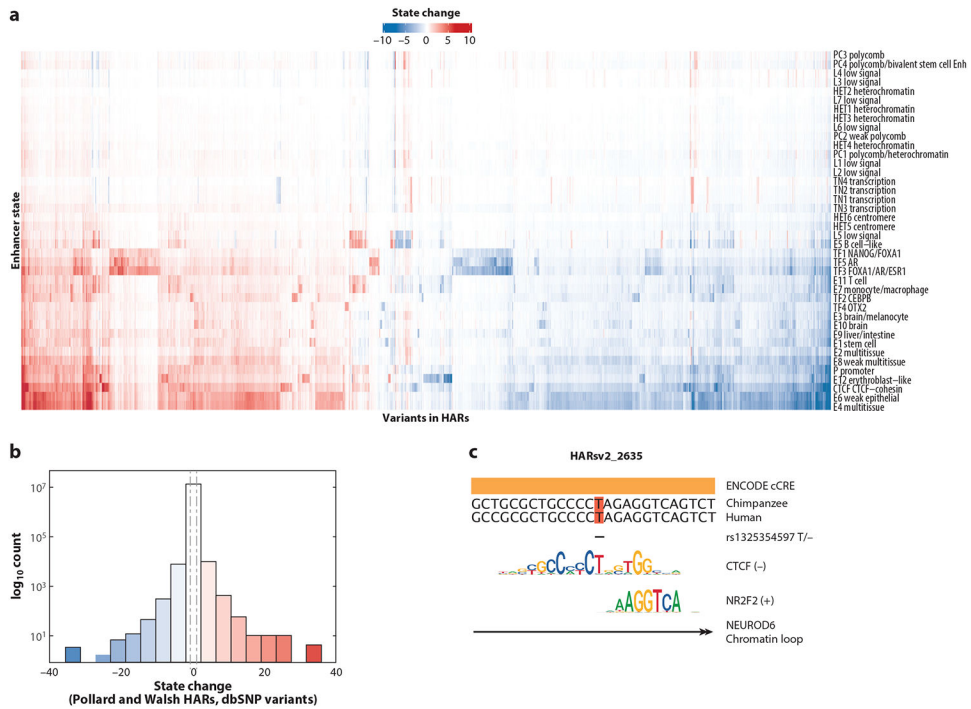 a
State change
−10 −5 0 5 10
Enhancer state
PC3 polycomb
PC4 polycomb/bivalent stem cell Enh
L4 low signal
L3 low signal
HET2 heterochromatin
L7 low signal
HET1 heterochromatin
HET3 heterochromatin
L6 low signal
PC2 weak polycomb
HET4 heterochromatin
PC1 polycomb/heterochromatin
L1 low signal
L2 low signal
TN4 transcription
TN2 transcription
TN1 transcription
TN3 transcription
HET6 centromere
HET5 centromere
L5 low signal
E5 B cell−like
TF1 NANOG/FOXA1
TF5 AR
TF3 FOXA1/AR/ESR1
E11 T cell
E7 monocyte/macrophage
TF2 CEBPB
TF4 OTX2
E3 brain/melanocyte
E10 brain
E9 liver/intestine
E1 stem cell
E2 multitissue
E8 weak multitissue
P promoter
E12 erythroblast−like
CTCF CTCF−cohesin
E6 weak epithelial
E4 multitissue
Variants in HARs
b
log10 count
10⁷
10⁵
10³
10¹
−40 −20 0 20 40
State change
(Pollard and Walsh HARs, dbSNP variants)
c
HARsv2_2635
ENCODE cCRE
GCTGCGCTGCCCCTAGAGGTCAGTCT Chimpanzee
GCCGCGCTGCCCCTAGAGGTCAGTCT Human
rs1325354597 T/−
CTCF (−)
AAGGTCA NR2F2 (+)
NEUROD6
Chromatin loop